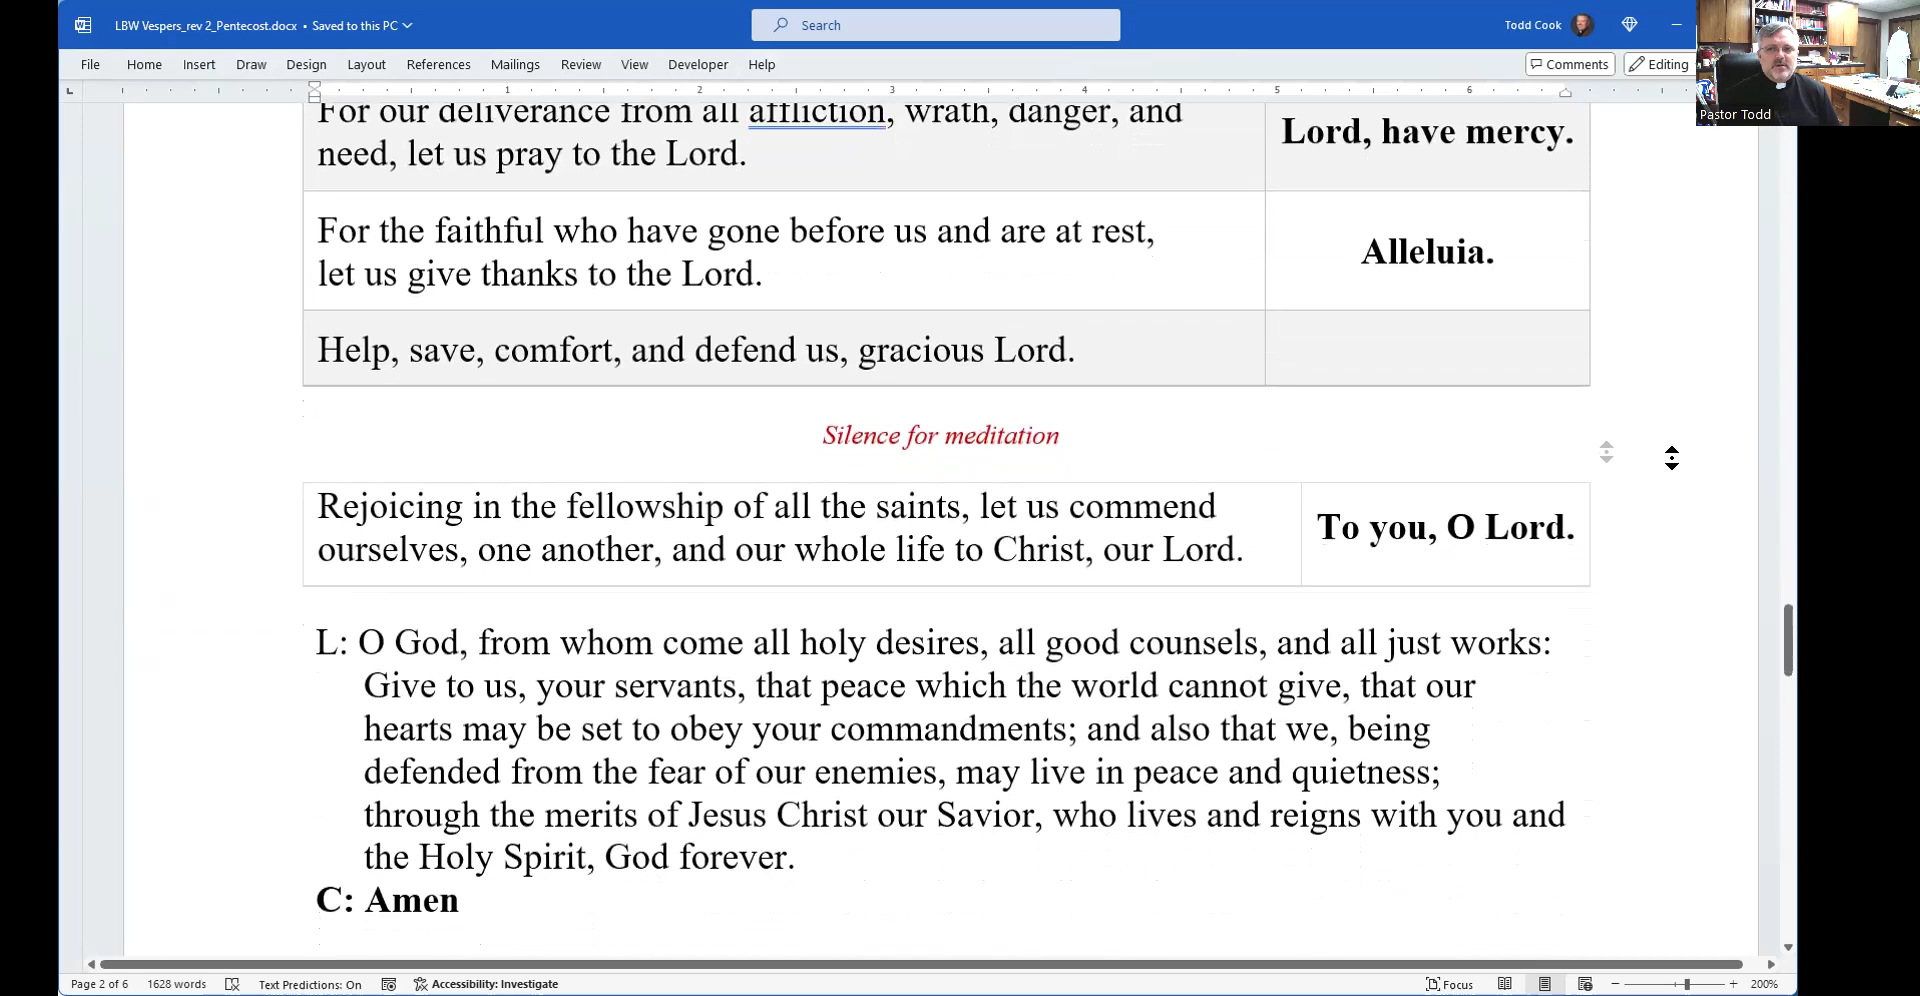 LBW Vespers_rev 2_Pentecost.docx • Saved to this PC
Search
Todd Cook
File Home Insert Draw Design Layout References Mailings Review View Developer Help
Comments Editing
1 2 3 4 5 6
Pastor Todd
For our deliverance from all affliction, wrath, danger, and
need, let us pray to the Lord.
Lord, have mercy.
For the faithful who have gone before us and are at rest,
let us give thanks to the Lord.
Alleluia.
Help, save, comfort, and defend us, gracious Lord.
Silence for meditation
Rejoicing in the fellowship of all the saints, let us commend
ourselves, one another, and our whole life to Christ, our Lord.
To you, O Lord.
L: O God, from whom come all holy desires, all good counsels, and all just works:
Give to us, your servants, that peace which the world cannot give, that our
hearts may be set to obey your commandments; and also that we, being
defended from the fear of our enemies, may live in peace and quietness;
through the merits of Jesus Christ our Savior, who lives and reigns with you and
the Holy Spirit, God forever.
C: Amen
Page 2 of 6 1628 words Text Predictions: On Accessibility: Investigate Focus 200%